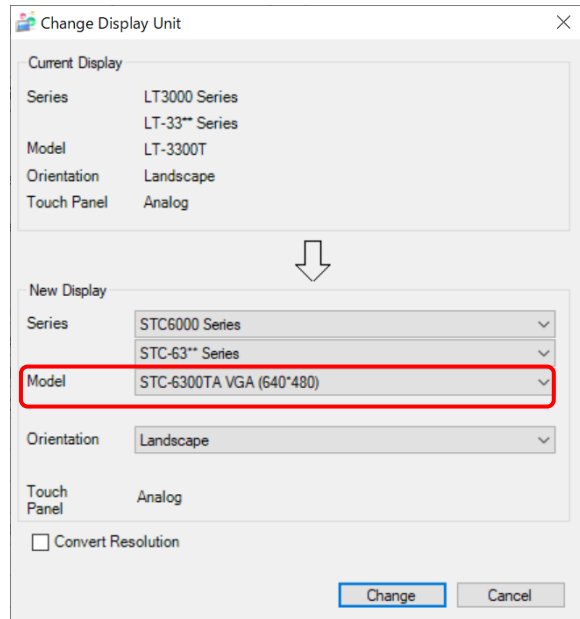 Change Display Unit
Current Display
Series LT3000 Series
LT-33** Series
Model LT-3300T
Orientation Landscape
Touch Panel Analog
New Display
Series STC6000 Series
STC-63** Series
Model STC-6300TA VGA (640*480)
Orientation Landscape
Touch
Panel Analog
Convert Resolution
Change Cancel